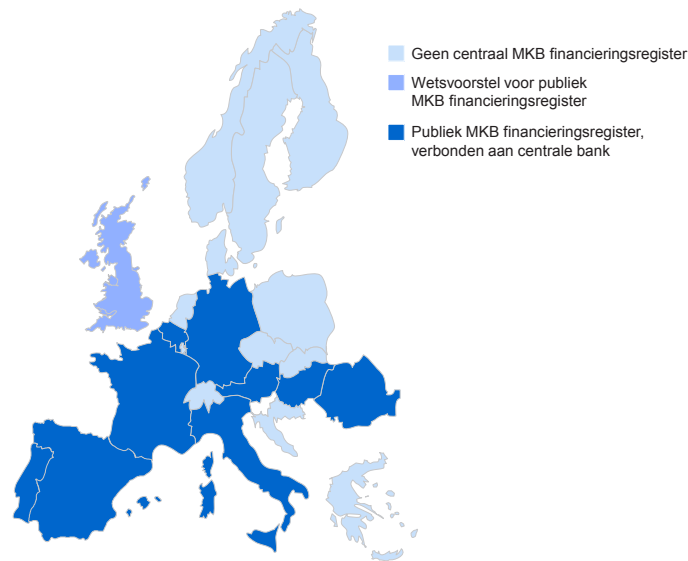 Geen centraal MKB financieringsregister
Wetsvoorstel voor publiek
MKB financieringsregister
Publiek MKB financieringsregister,
verbonden aan centrale bank